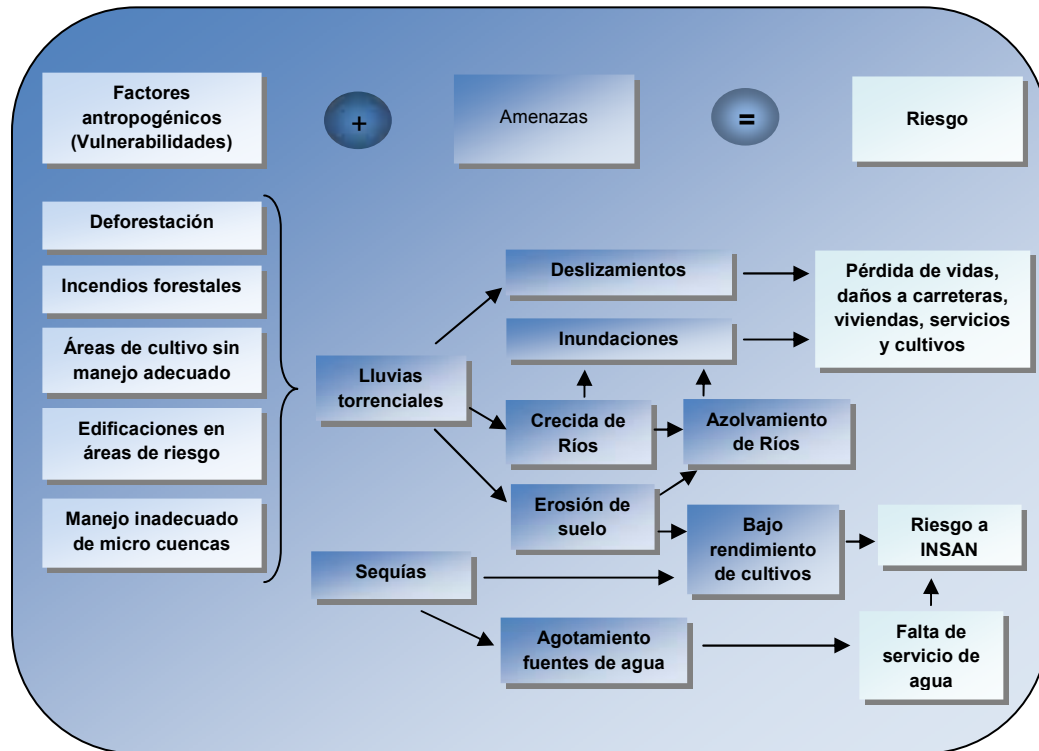 Factores
antropogénicos
(Vulnerabilidades)
+
Amenazas
=
Riesgo
Deforestación
Incendios forestales
Áreas de cultivo sin
manejo adecuado
Edificaciones en
áreas de riesgo
Manejo inadecuado
de micro cuencas
Lluvias
torrenciales
Sequías
Deslizamientos
Inundaciones
Crecida de
Ríos
Azolvamiento
de Ríos
Erosión de
suelo
Bajo
rendimiento
de cultivos
Agotamiento
fuentes de agua
Pérdida de vidas,
daños a carreteras,
viviendas, servicios
y cultivos
Riesgo a
INSAN
Falta de
servicio de
agua